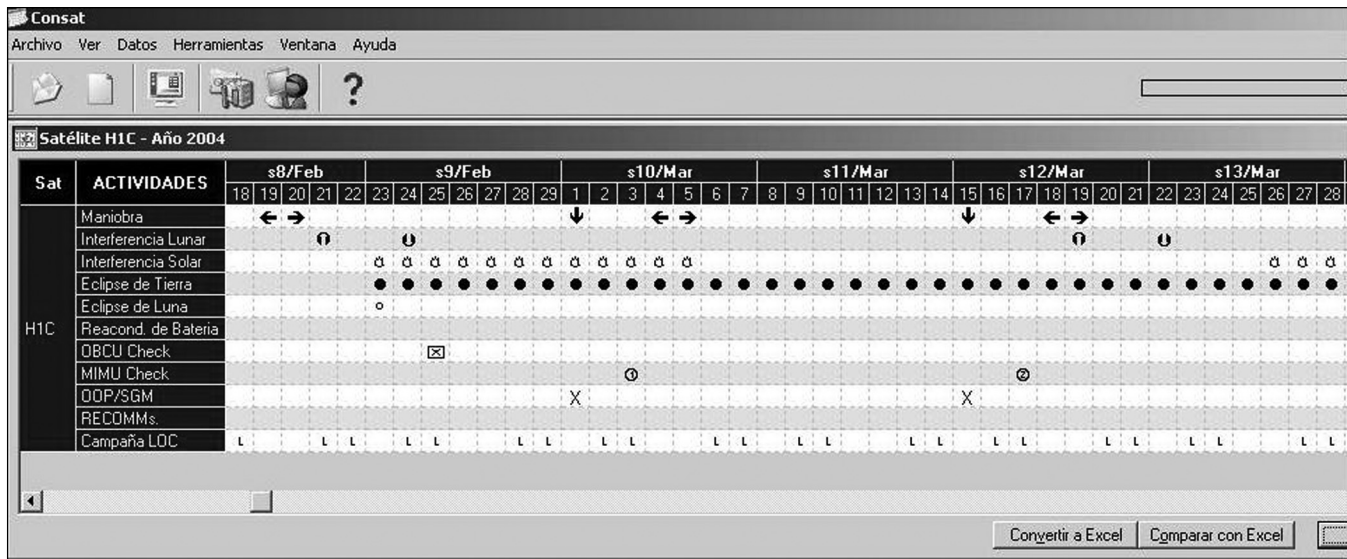 Consat
Archivo Ver Datos Herramientas Ventana Ayuda
?
Satélite H1C - Año 2004
Sat ACTIVIDADES s8/Feb s9/Feb s10/Mar s11/Mar s12/Mar s13/Mar
18 19 20 21 22 23 24 25 26 27 28 29 1 2 3 4 5 6 7 8 9 10 11 12 13 14 15 16 17 18 19 20 21 22 23 24 25 26 27 28
Maniobra
Interferencia Lunar
Interferencia Solar
Eclipse de Tierra
Eclipse de Luna
H1C Reacond. de Bateria
OBCU Check
MIMU Check 1 2
OOP/SGM X X
RECOMMs.
Campaña LOC L L L L L L L L L L L L L L L L L L L L L L L
Convertir a Excel Comparar con Excel